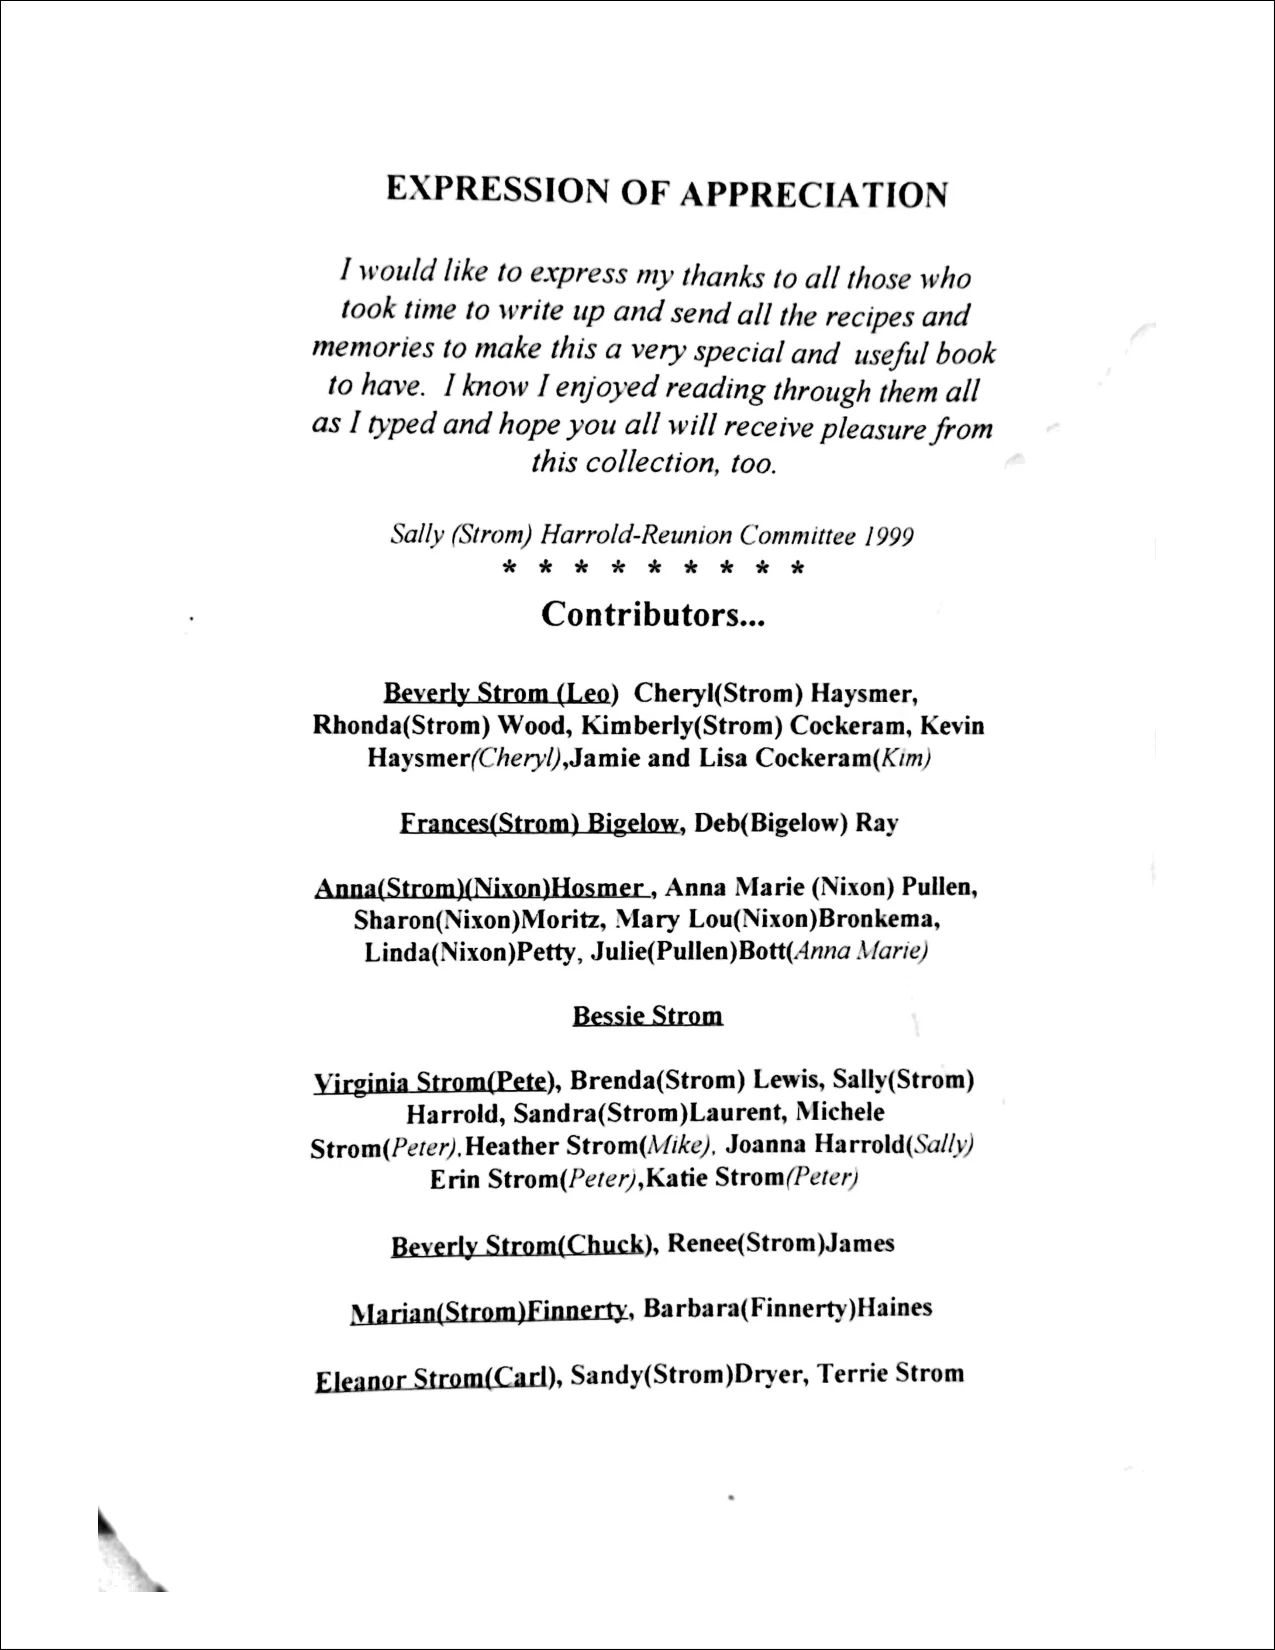 EXPRESSION OF APPRECIATION
I would like to express my thanks to all those who
took time to write up and send all the recipes and
memories to make this a very special and useful book
to have. I know I enjoyed reading through them all
as I typed and hope you all will receive pleasure from
this collection, too.
Sally (Strom) Harrold-Reunion Committee 1999
* * * * * * * * *
Contributors...
Beverly Strom (Leo) Cheryl(Strom) Haysmer,
Rhonda(Strom) Wood, Kimberly(Strom) Cockeram, Kevin
Haysmer(Cheryl),Jamie and Lisa Cockeram(Kim)
Frances(Strom) Bigelow, Deb(Bigelow) Ray
Anna(Strom)(Nixon)Hosmer , Anna Marie (Nixon) Pullen,
Sharon(Nixon)Moritz, Mary Lou(Nixon)Bronkema,
Linda(Nixon)Petty, Julie(Pullen)Bott(Anna Marie)
Bessie Strom
Virginia Strom(Pete), Brenda(Strom) Lewis, Sally(Strom)
Harrold, Sandra(Strom)Laurent, Michele
Strom(Peter),Heather Strom(Mike), Joanna Harrold(Sally)
Erin Strom(Peter),Katie Strom(Peter)
Beverly Strom(Chuck), Renee(Strom)James
Marian(Strom)Finnerty, Barbara(Finnerty)Haines
Eleanor Strom(Carl), Sandy(Strom)Dryer, Terrie Strom